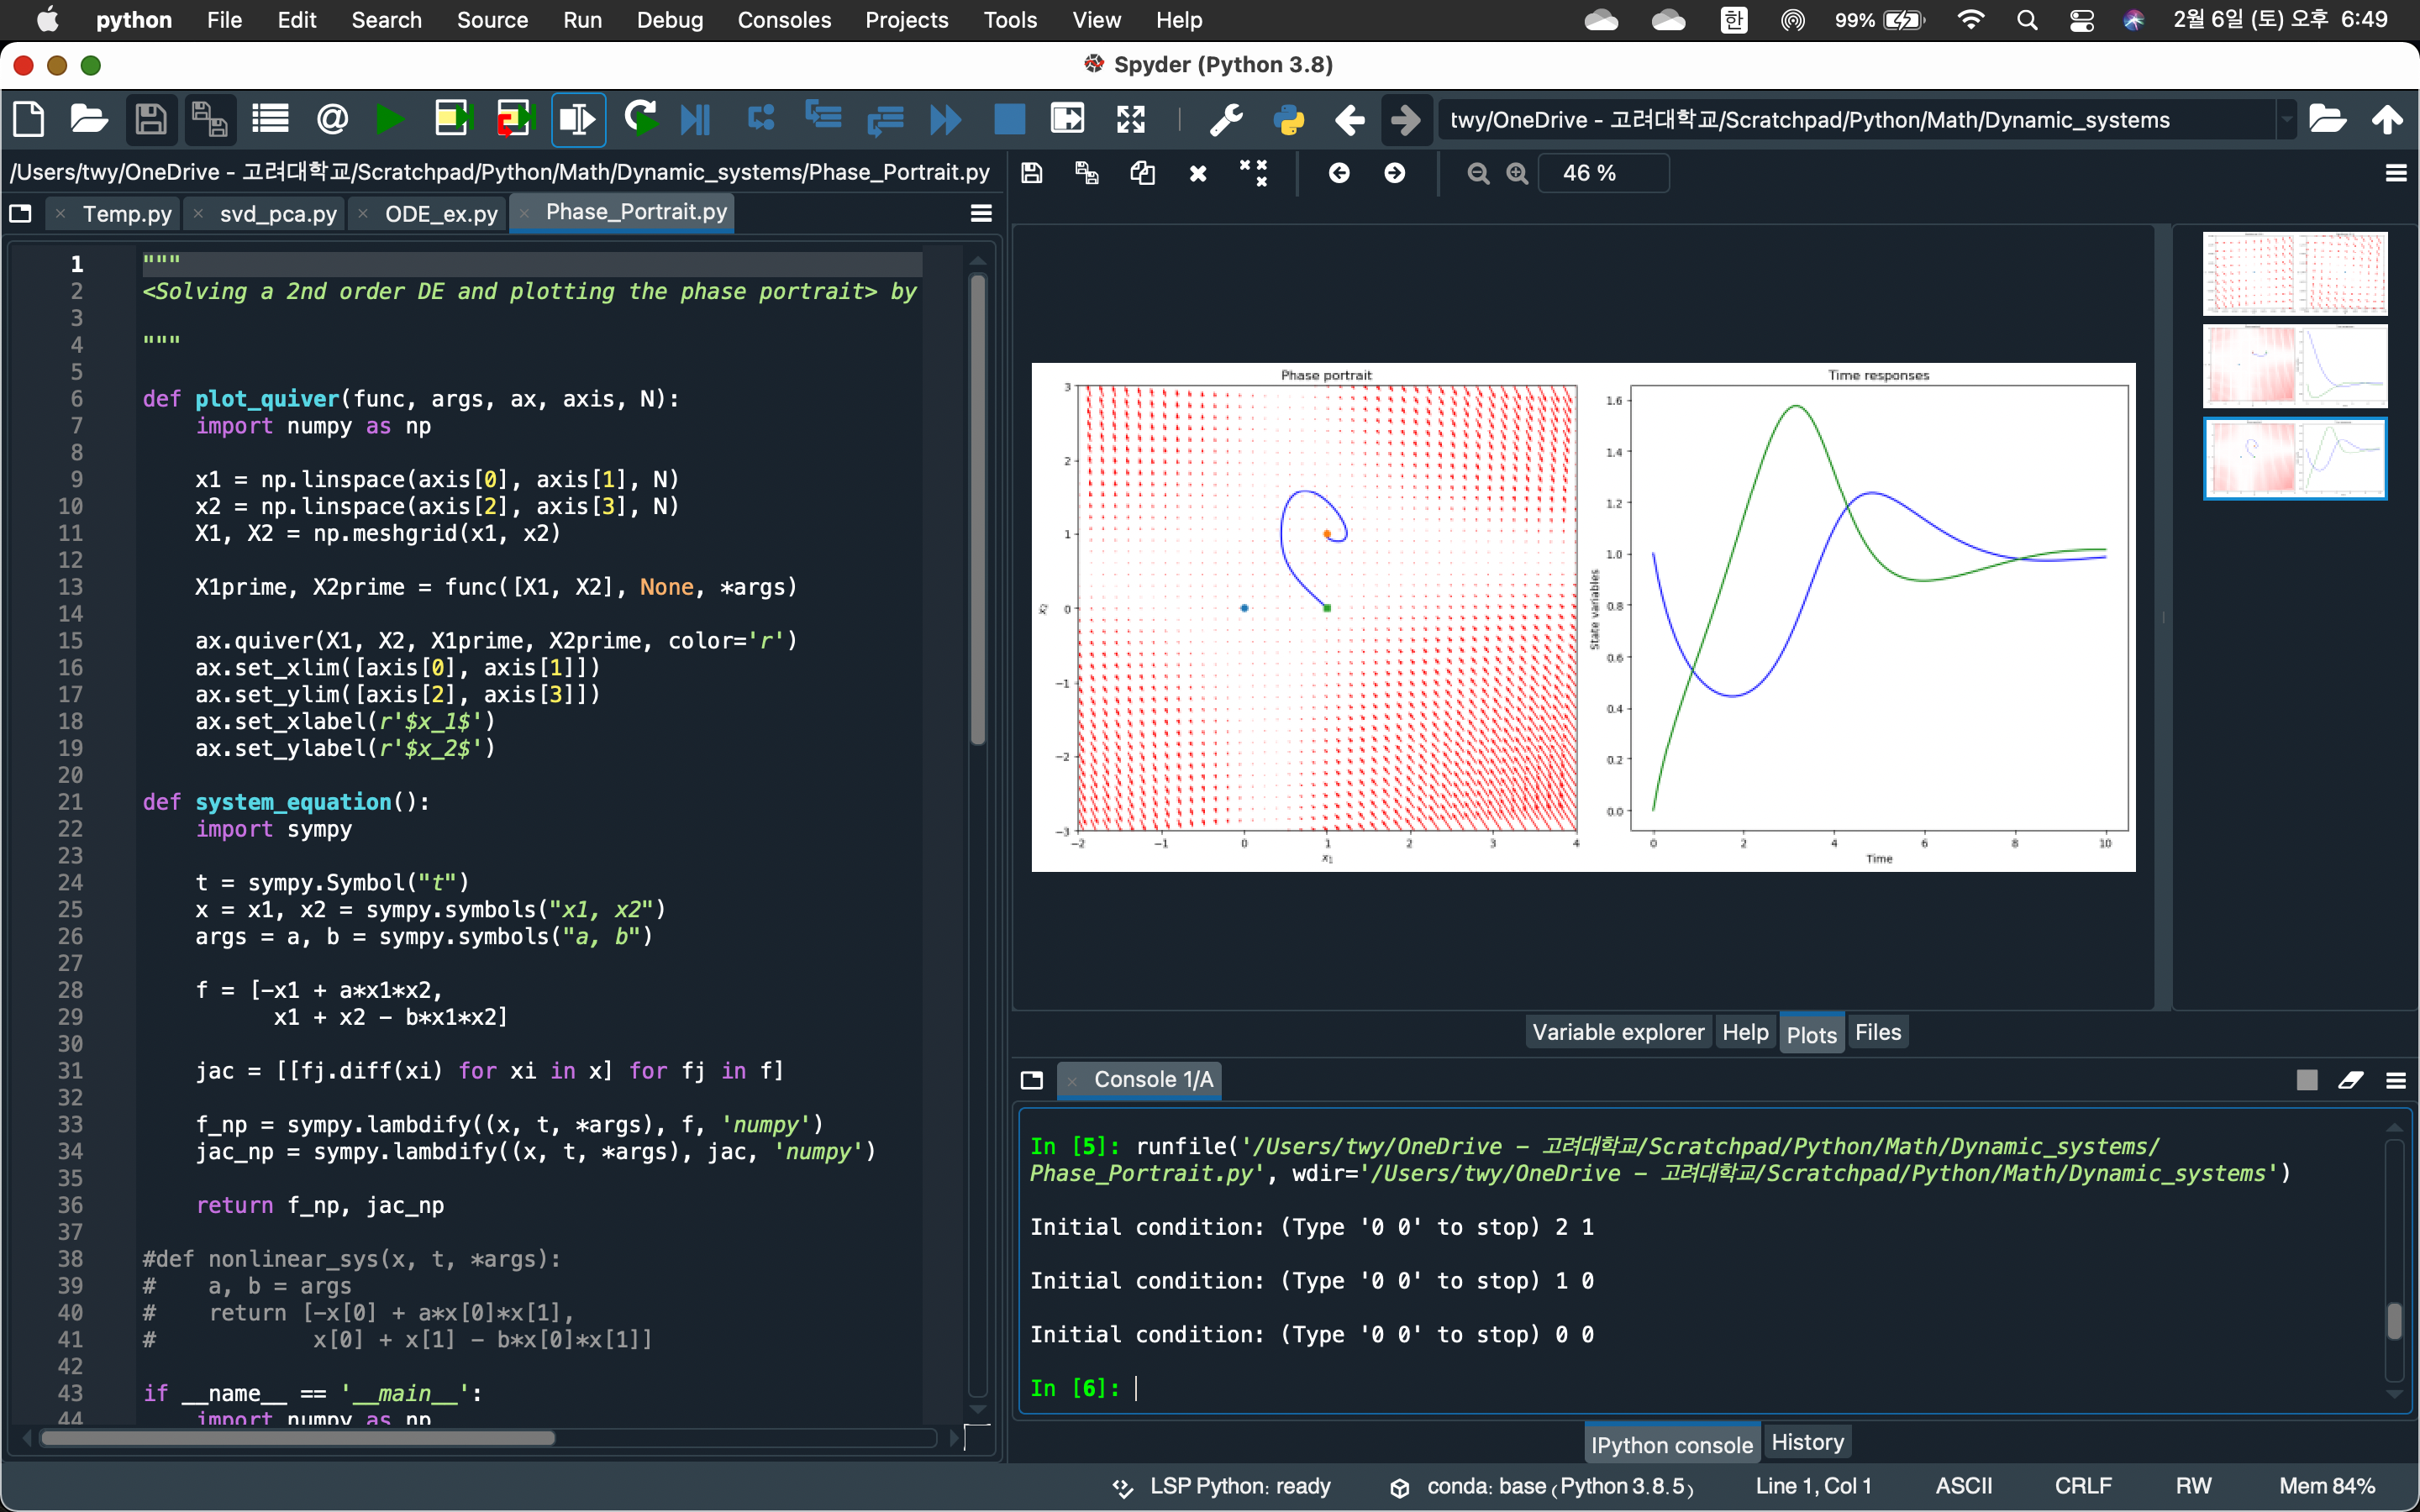 python File Edit Search Source Run Debug Consoles Projects Tools View Help 한 99% 2월 6일 (토) 오후 6:49
Spyder (Python 3.8)
twy/OneDrive - 고려대학교/Scratchpad/Python/Math/Dynamic_systems
/Users/twy/OneDrive - 고려대학교/Scratchpad/Python/Math/Dynamic_systems/Phase_Portrait.py
46 %
Temp.py svd_pca.py ODE_ex.py Phase_Portrait.py
1 """
2 <Solving a 2nd order DE and plotting the phase portrait> by
3
4 """
5
6 def plot_quiver(func, args, ax, axis, N):
7     import numpy as np
8
9     x1 = np.linspace(axis[0], axis[1], N)
10     x2 = np.linspace(axis[2], axis[3], N)
11     X1, X2 = np.meshgrid(x1, x2)
12
13     X1prime, X2prime = func([X1, X2], None, *args)
14
15     ax.quiver(X1, X2, X1prime, X2prime, color='r')
16     ax.set_xlim([axis[0], axis[1]])
17     ax.set_ylim([axis[2], axis[3]])
18     ax.set_xlabel(r'$x_1$')
19     ax.set_ylabel(r'$x_2$')
20
21 def system_equation():
22     import sympy
23
24     t = sympy.Symbol("t")
25     x = x1, x2 = sympy.symbols("x1, x2")
26     args = a, b = sympy.symbols("a, b")
27
28     f = [-x1 + a*x1*x2,
29           x1 + x2 - b*x1*x2]
30
31     jac = [[fj.diff(xi) for xi in x] for fj in f]
32
33     f_np = sympy.lambdify((x, t, *args), f, 'numpy')
34     jac_np = sympy.lambdify((x, t, *args), jac, 'numpy')
35
36     return f_np, jac_np
37
38 #def nonlinear_sys(x, t, *args):
39 #    a, b = args
40 #    return [-x[0] + a*x[0]*x[1],
41 #            x[0] + x[1] - b*x[0]*x[1]]
42
43 if __name__ == '__main__':
44     import numpy as np
Phase portrait
3
2
1
0
-1
-2
-3
x2
-2 -1 0 1 2 3 4
x1
Time responses
1.6
1.4
1.2
1.0
0.8
0.6
0.4
0.2
0.0
State variables
0 2 4 6 8 10
Time
Variable explorer Help Plots Files
Console 1/A
In [5]: runfile('/Users/twy/OneDrive - 고려대학교/Scratchpad/Python/Math/Dynamic_systems/
Phase_Portrait.py', wdir='/Users/twy/OneDrive - 고려대학교/Scratchpad/Python/Math/Dynamic_systems')
Initial condition: (Type '0 0' to stop) 2 1
Initial condition: (Type '0 0' to stop) 1 0
Initial condition: (Type '0 0' to stop) 0 0
In [6]:
IPython console History
LSP Python: ready conda: base (Python 3.8.5) Line 1, Col 1 ASCII CRLF RW Mem 84%